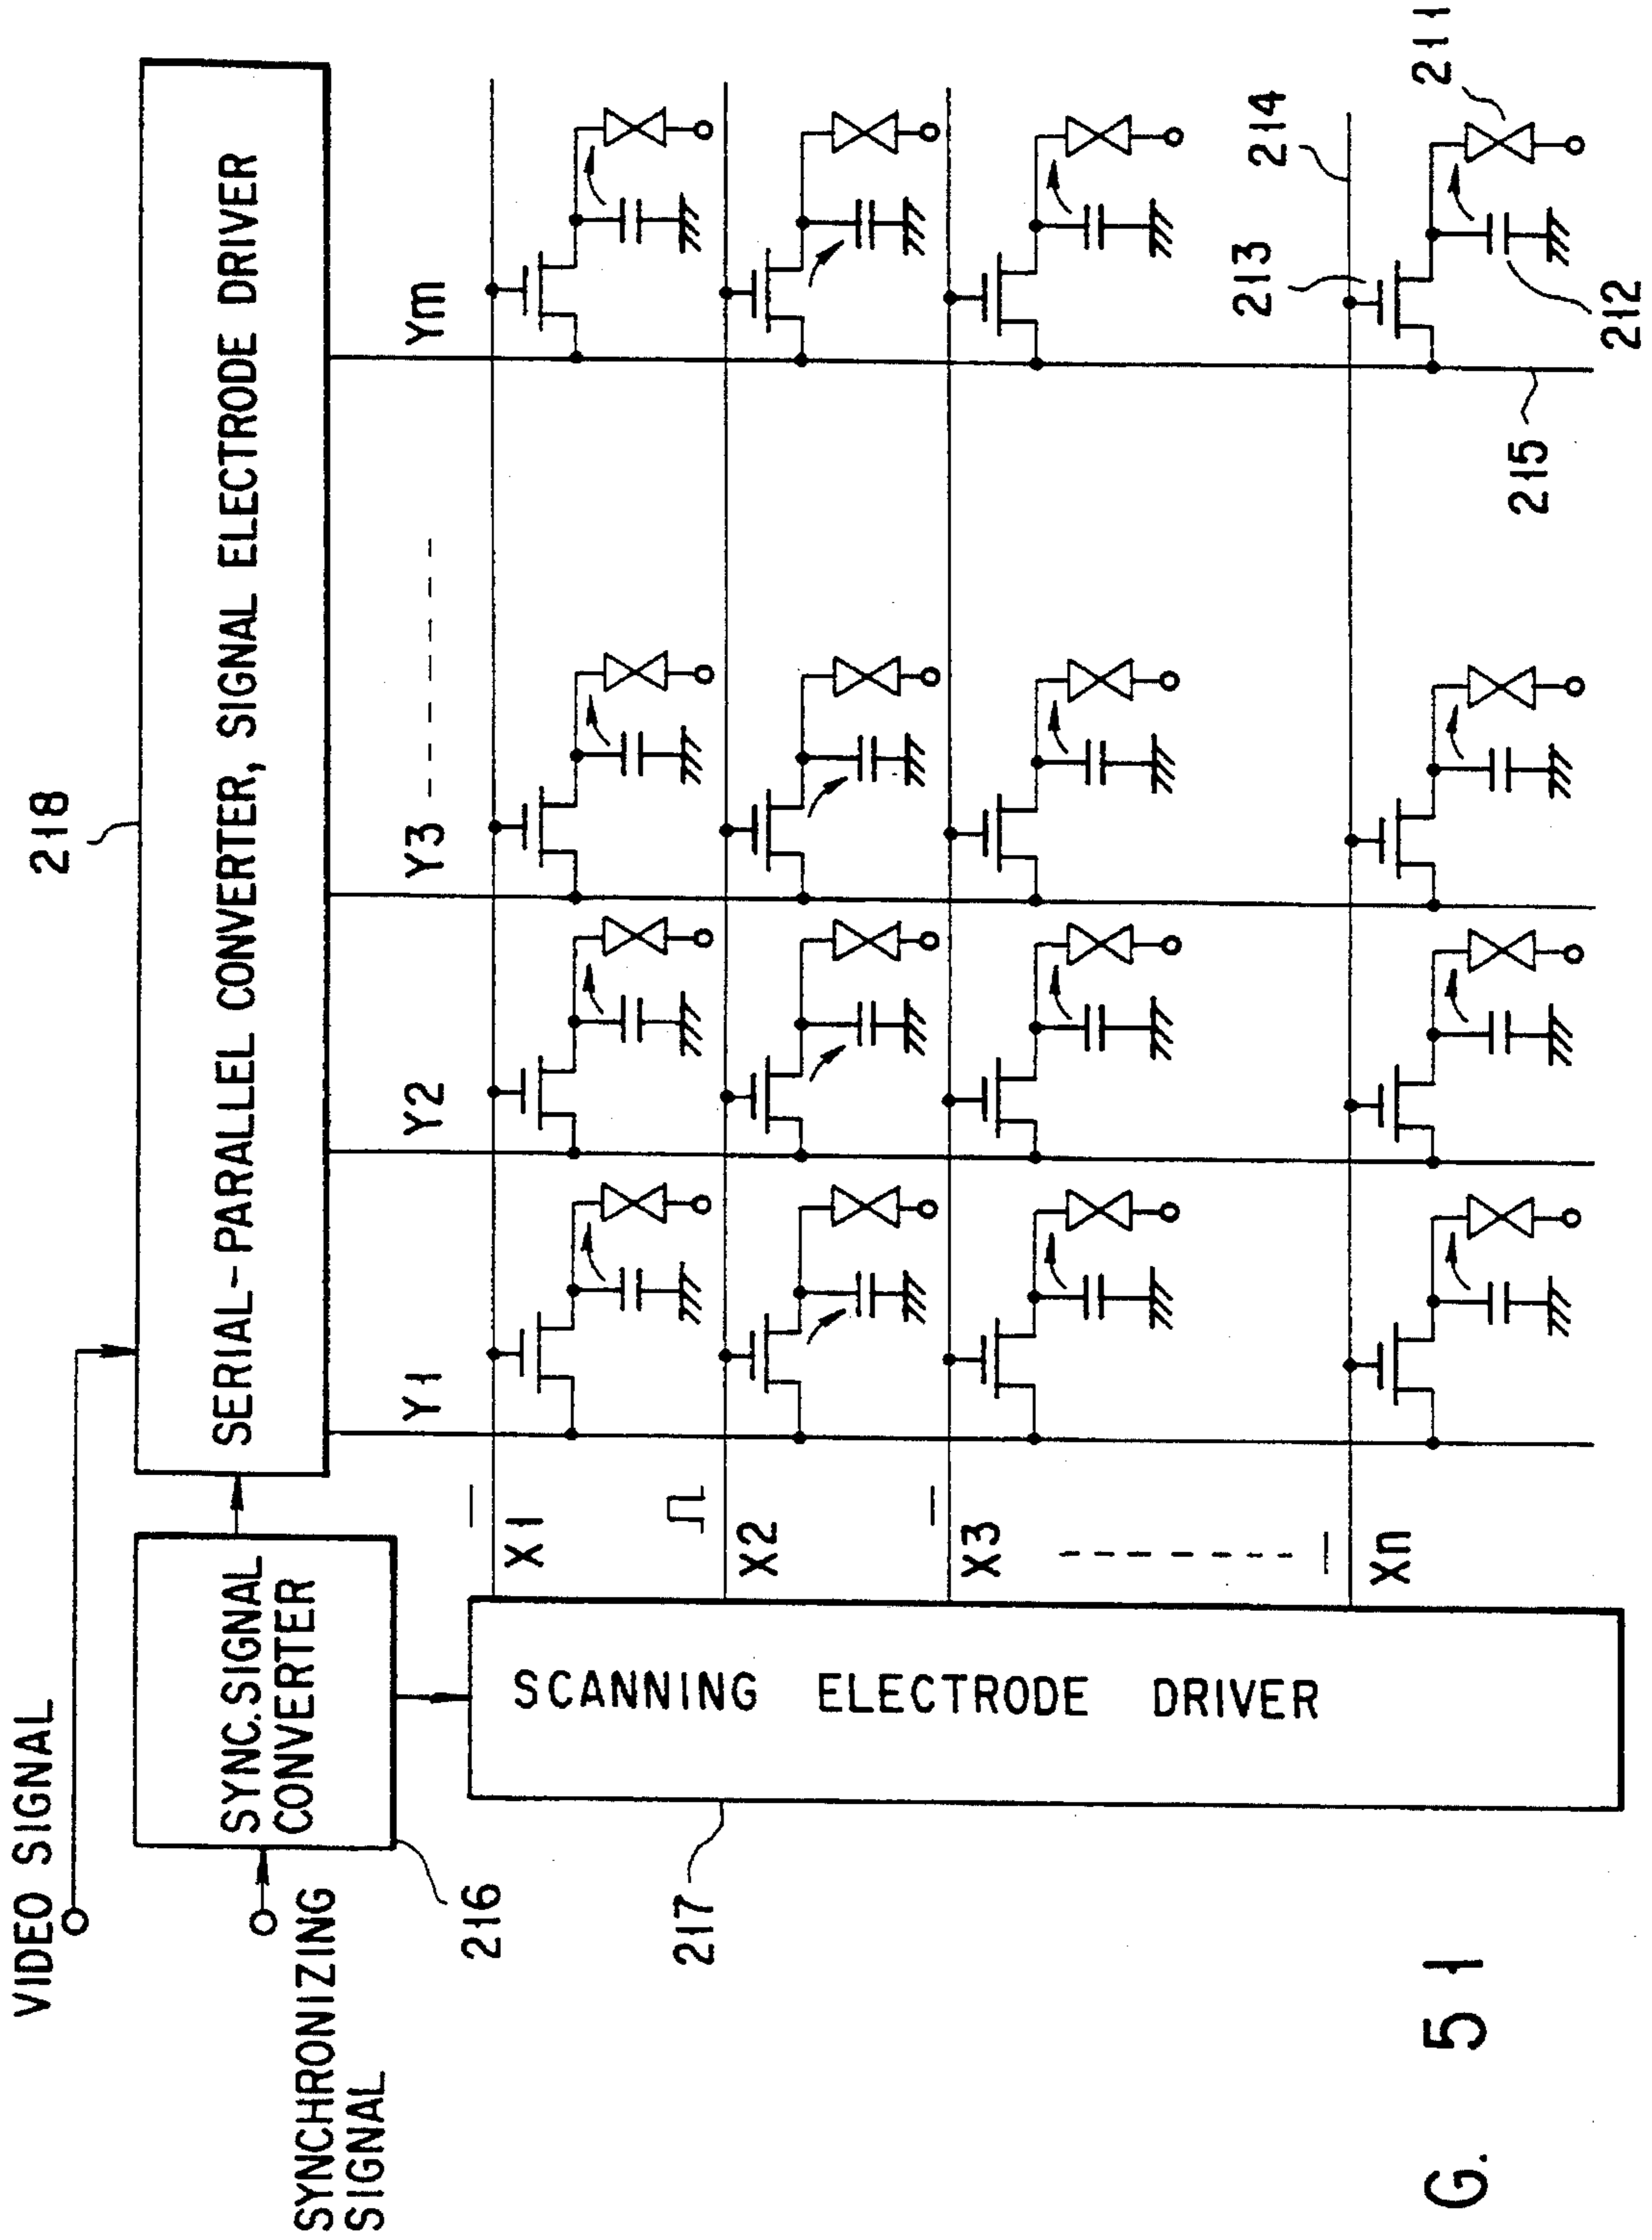 VIDEO SIGNAL
218
SERIAL-PARALLEL CONVERTER, SIGNAL ELECTRODE DRIVER
SYNC. SIGNAL
CONVERTER
SYNCHRONIZING
SIGNAL
216
Y1
Y2
Y3
Ym
X1
X2
X3
Xn
SCANNING ELECTRODE DRIVER
217
213
214
211
212
215
G. 51